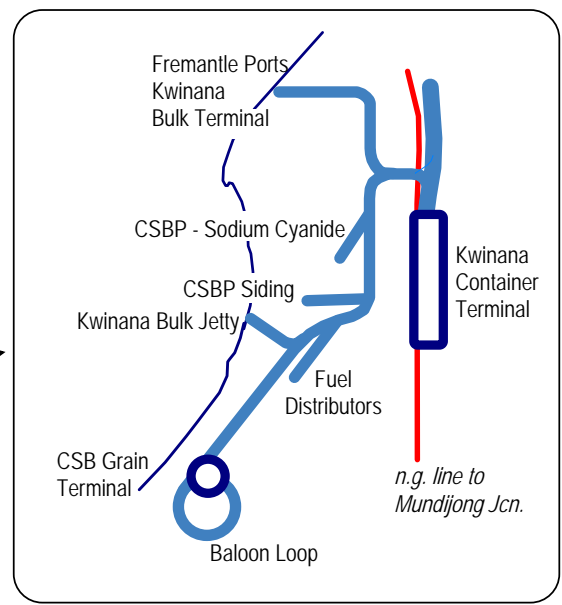 Fremantle Ports
Kwinana
Bulk Terminal
CSBP - Sodium Cyanide
Kwinana
Container
Terminal
CSBP Siding
Kwinana Bulk Jetty
Fuel
Distributors
CSB Grain
Terminal
n.g. line to
Mundijong Jcn.
Baloon Loop